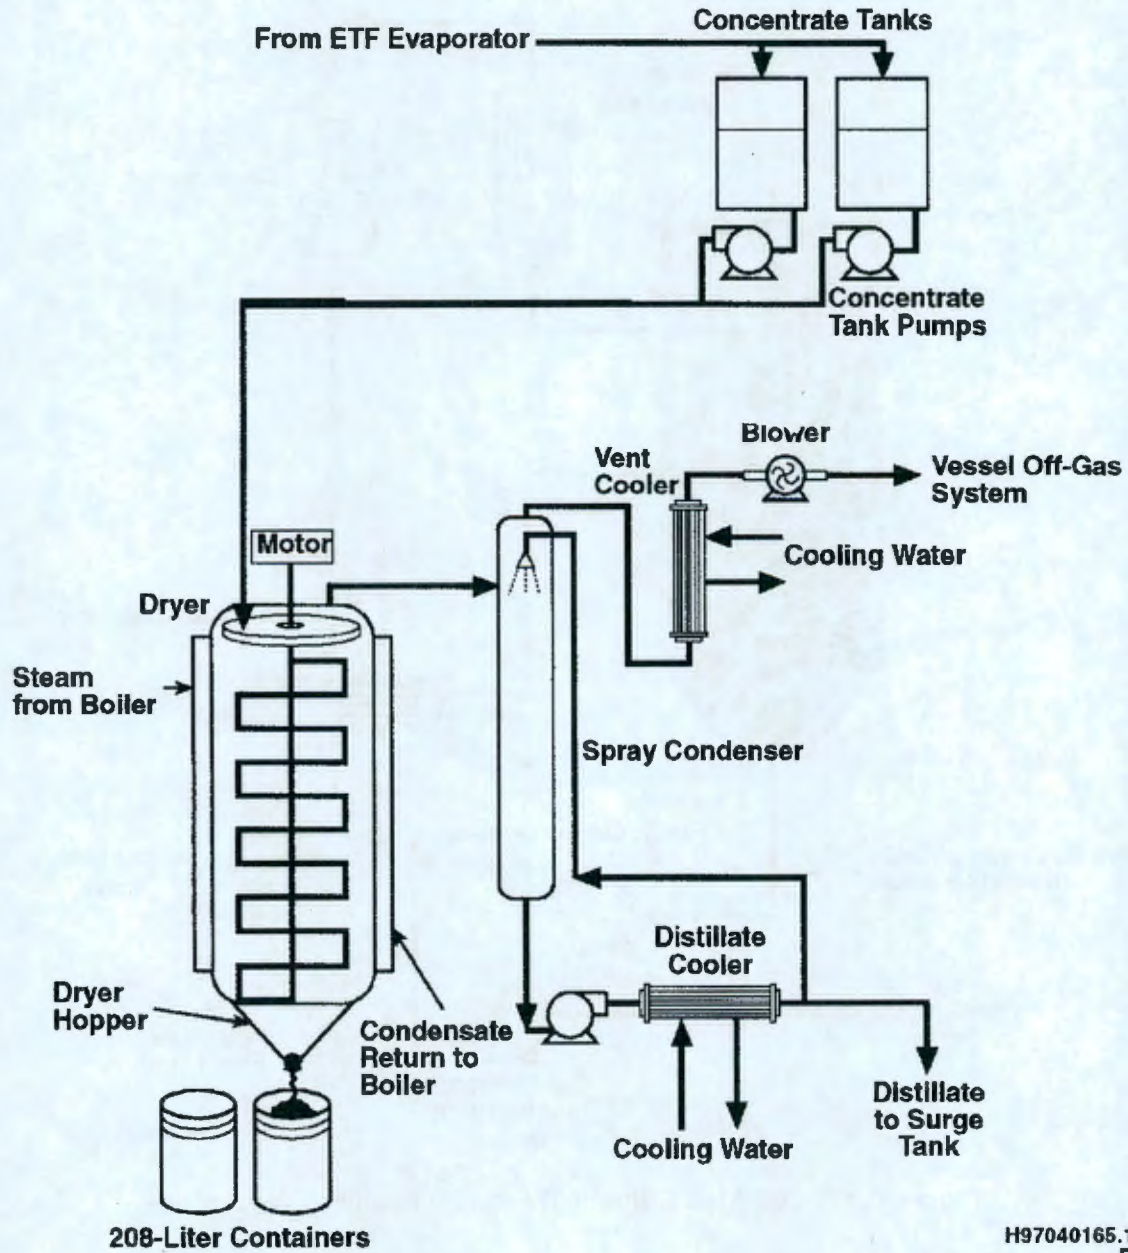 Concentrate Tanks
From ETF Evaporator
Concentrate
Tank Pumps
Blower
Vent
Cooler
Vessel Off-Gas
System
Motor
Cooling Water
Dryer
Steam
from Boiler
Spray Condenser
Distillate
Cooler
Dryer
Hopper
Condensate
Return to
Boiler
Distillate
to Surge
Tank
Cooling Water
208-Liter Containers
H97040165.1